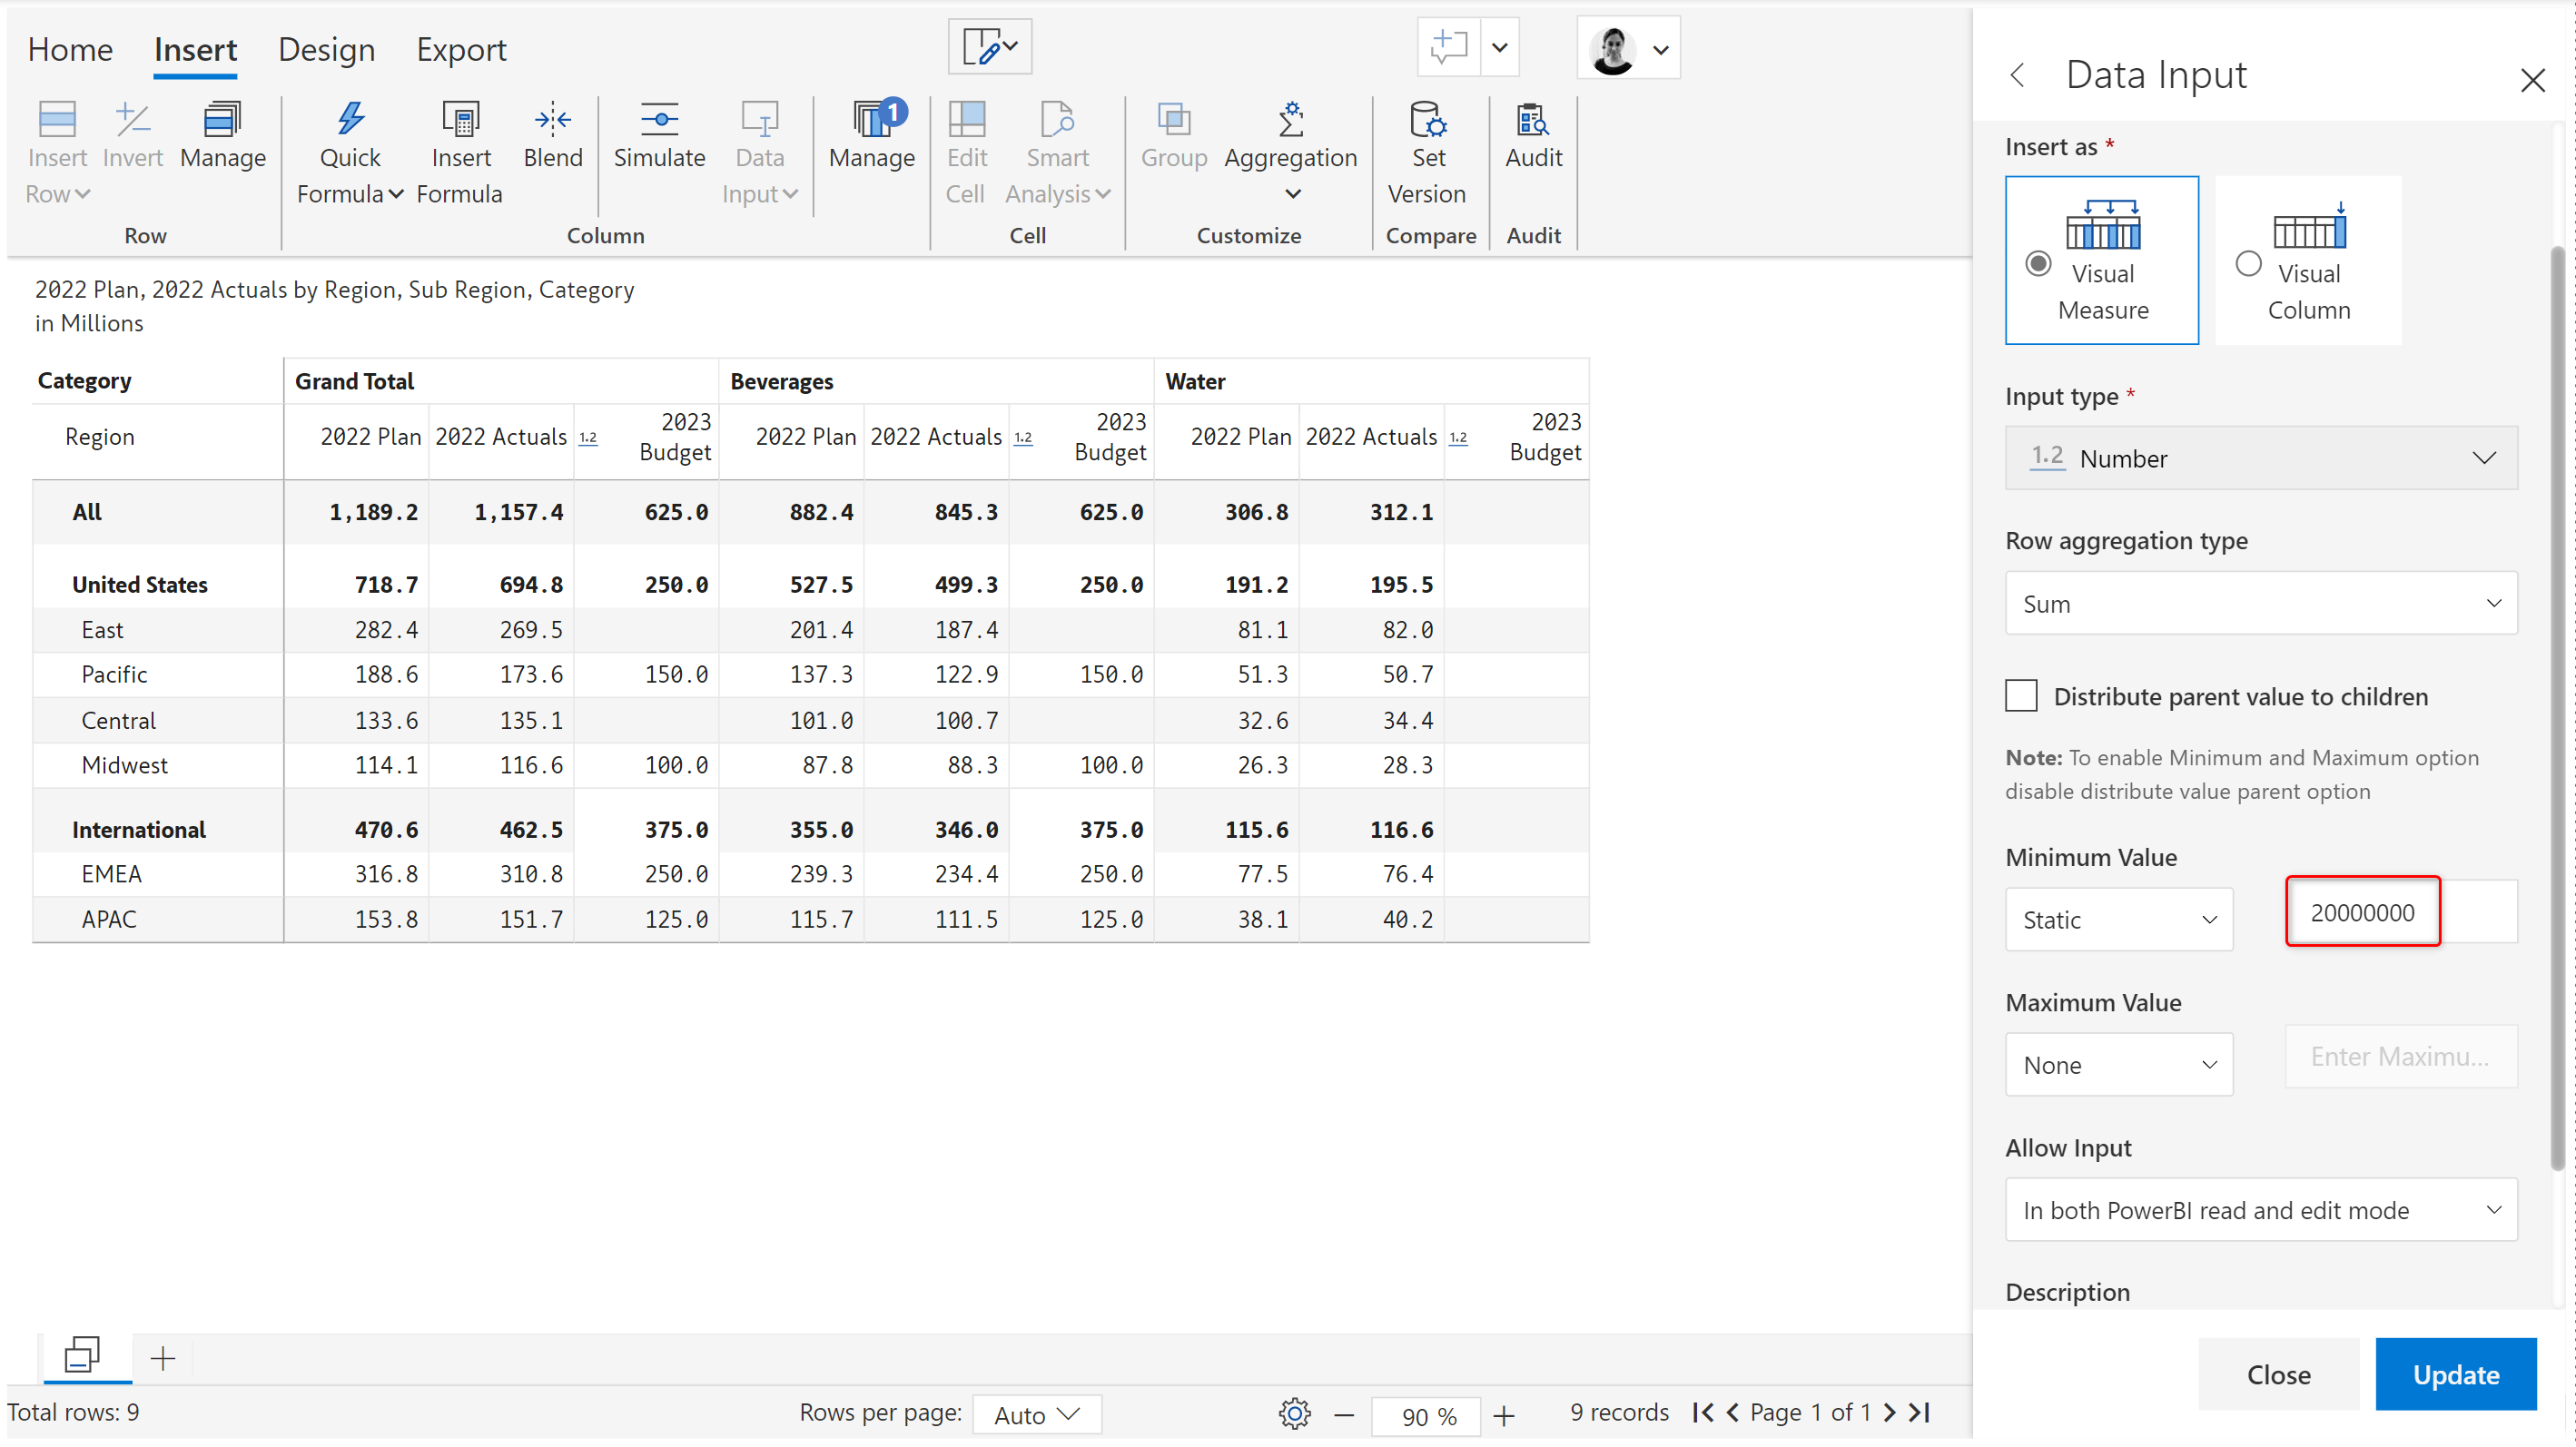 Home Insert Design Export
Insert Row Invert Manage Quick Formula Insert Formula Blend Simulate Data Input Manage 1 Edit Cell Smart Analysis Group Aggregation Set Version Audit
Row Column Cell Customize Compare Audit
2022 Plan, 2022 Actuals by Region, Sub Region, Category
in Millions
Category Grand Total Beverages Water
Region 2022 Plan 2022 Actuals 1.2 2023 Budget 2022 Plan 2022 Actuals 1.2 2023 Budget 2022 Plan 2022 Actuals 1.2 2023 Budget
All 1,189.2 1,157.4 625.0 882.4 845.3 625.0 306.8 312.1
United States 718.7 694.8 250.0 527.5 499.3 250.0 191.2 195.5
East 282.4 269.5 201.4 187.4 81.1 82.0
Pacific 188.6 173.6 150.0 137.3 122.9 150.0 51.3 50.7
Central 133.6 135.1 101.0 100.7 32.6 34.4
Midwest 114.1 116.6 100.0 87.8 88.3 100.0 26.3 28.3
International 470.6 462.5 375.0 355.0 346.0 375.0 115.6 116.6
EMEA 316.8 310.8 250.0 239.3 234.4 250.0 77.5 76.4
APAC 153.8 151.7 125.0 115.7 111.5 125.0 38.1 40.2
Total rows: 9 Rows per page: Auto 90 % 9 records Page 1 of 1
Data Input
Insert as *
Visual Measure
Visual Column
Input type *
1.2 Number
Row aggregation type
Sum
Distribute parent value to children
Note: To enable Minimum and Maximum option
disable distribute value parent option
Minimum Value
Static 20000000
Maximum Value
None Enter Maximu...
Allow Input
In both PowerBI read and edit mode
Description
Close Update